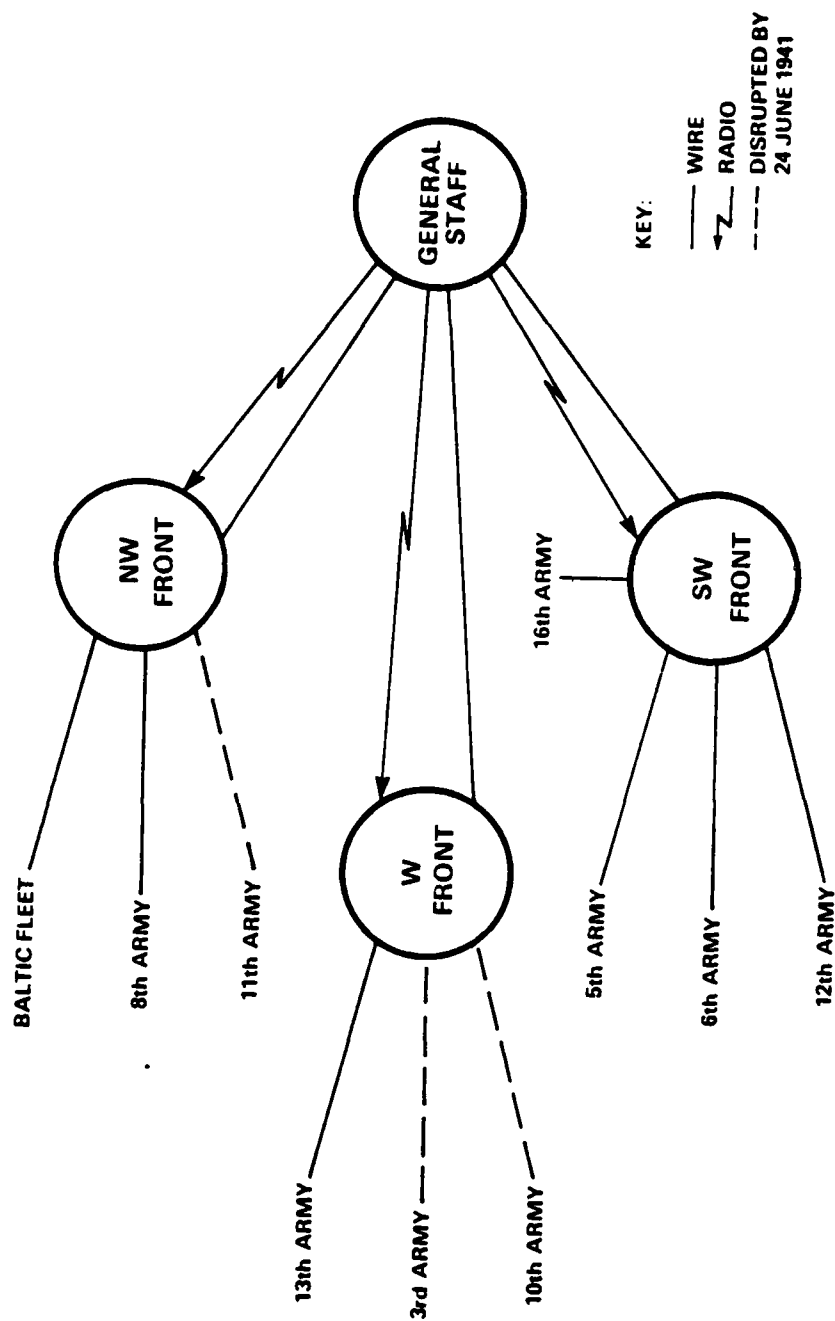 BALTIC FLEET
8th ARMY
11th ARMY
NW
FRONT
13th ARMY
3rd ARMY
10th ARMY
W
FRONT
GENERAL
STAFF
16th ARMY
5th ARMY
6th ARMY
12th ARMY
SW
FRONT
KEY:
WIRE
RADIO
DISRUPTED BY
24 JUNE 1941